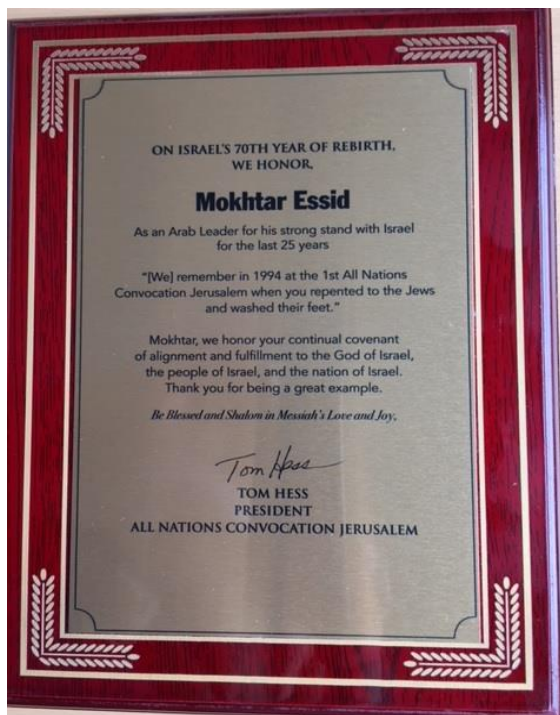 ON ISRAEL'S 70TH YEAR OF REBIRTH,
WE HONOR,
Mokhtar Essid
As an Arab Leader for his strong stand with Israel
for the last 25 years
“[We] remember in 1994 at the 1st All Nations
Convocation Jerusalem when you repented to the Jews
and washed their feet.”
Mokhtar, we honor your continual covenant
of alignment and fulfillment to the God of Israel,
the people of Israel, and the nation of Israel.
Thank you for being a great example.
Be Blessed and Shalom in Messiah's Love and Joy,
Tom Hess
TOM HESS
PRESIDENT
ALL NATIONS CONVOCATION JERUSALEM